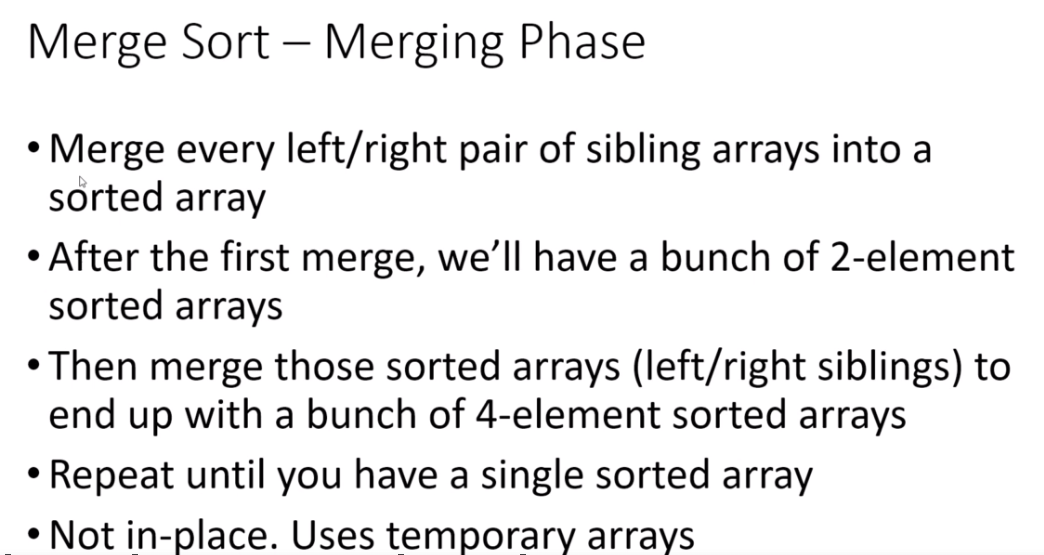 Merge Sort – Merging Phase
• Merge every left/right pair of sibling arrays into a
sorted array
• After the first merge, we’ll have a bunch of 2-element
sorted arrays
• Then merge those sorted arrays (left/right siblings) to
end up with a bunch of 4-element sorted arrays
• Repeat until you have a single sorted array
• Not in-place. Uses temporary arrays